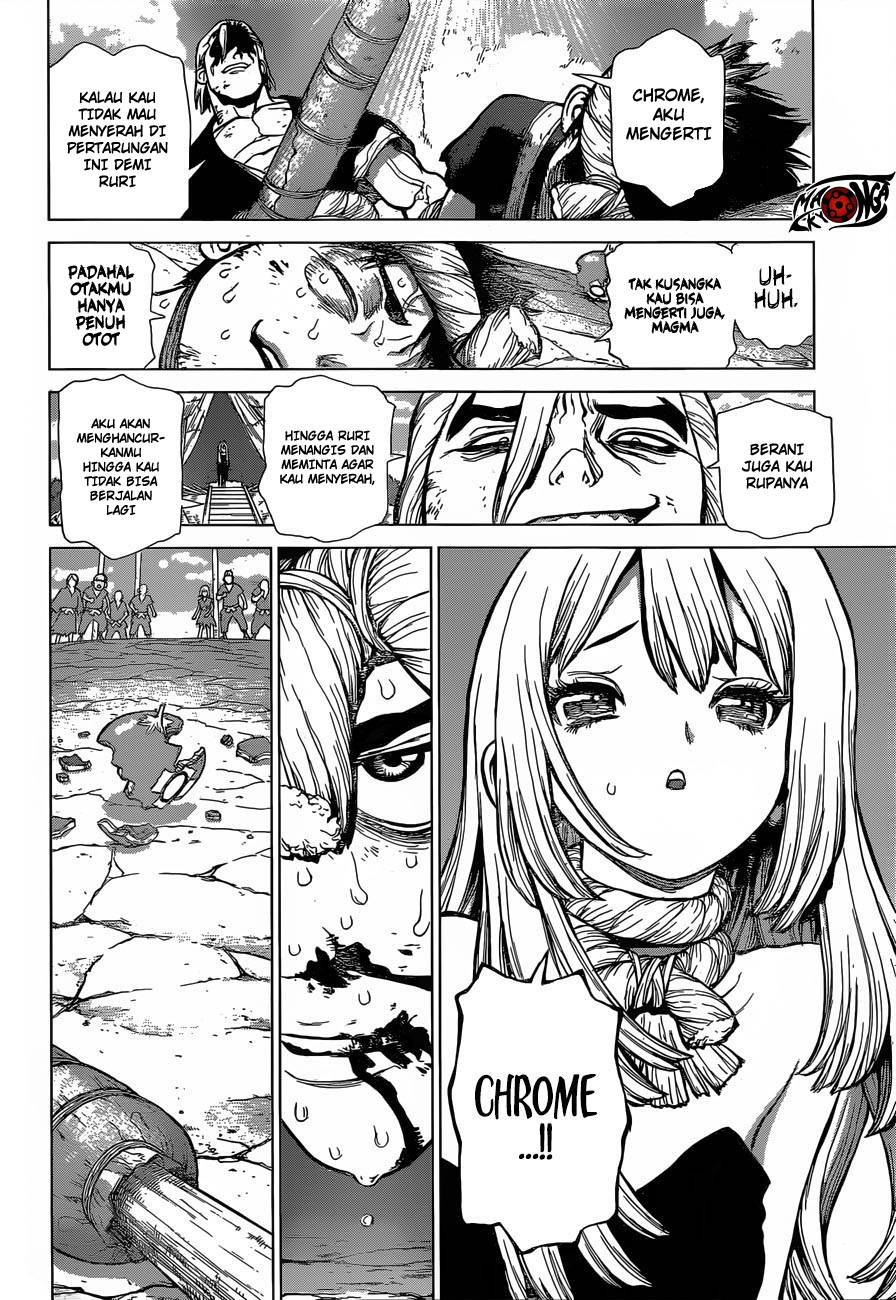 CHROME,
AKU
MENGERTI
KALAU KAU
TIDAK MAU
MENYERAH DI
PERTARUNGAN
INI DEMI
RURI
MANGA
SKY
UH-
HUH.
TAK KUSANGKA
KAU BISA
MENGERTI JUGA,
MAGMA
PADAHAL
OTAKMU
HANYA
PENUH
OTOT
BERANI
JUGA KAU
RUPANYA
HINGGA RURI
MENANGIS DAN
MEMINTA AGAR
KAU MENYERAH,
AKU AKAN
MENGHANCUR-
KANMU
HINGGA KAU
TIDAK BISA
BERJALAN
LAGI
CHROME
...!!